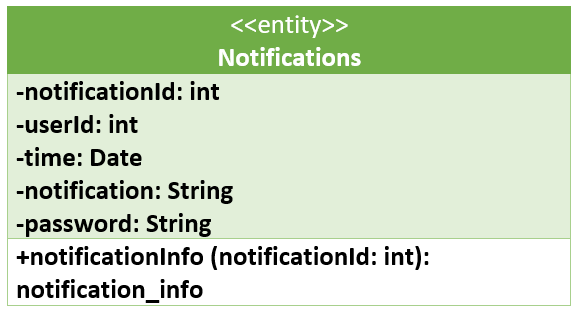 <<entity>>
Notifications
-notificationId: int
-userId: int
-time: Date
-notification: String
-password: String
+notificationInfo (notificationId: int):
notification_info